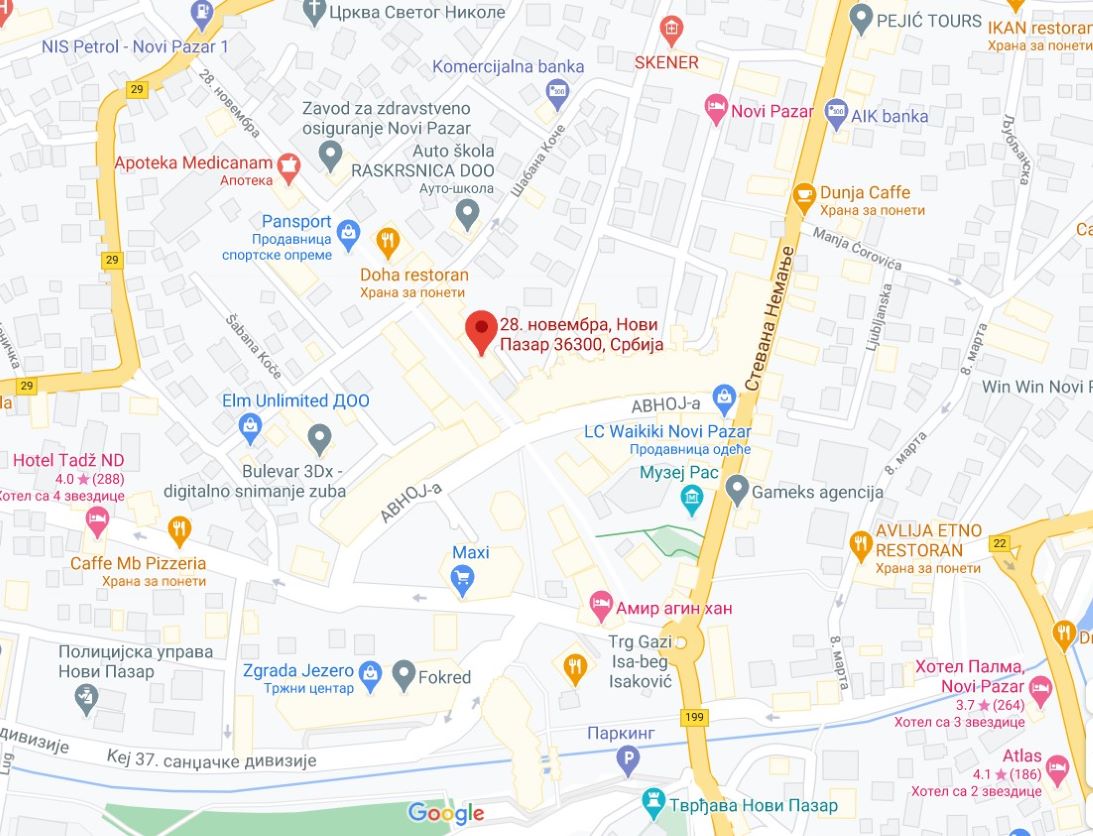 Црква Светог Николе
PEJIĆ TOURS
IKAN restoran
Храна за понети
NIS Petrol - Novi Pazar 1
SKENER
Komercijalna banka
29
28. новембра
Zavod za zdravstveno
osiguranje Novi Pazar
Novi Pazar
AIK banka
Љубљанска
Auto škola
RASKRSNICA DOO
Ауто-школа
Шабана Коче
Apoteka Medicanam
Апотека
Dunja Caffe
Храна за понети
Pansport
Продавница
спортске опреме
Manja Ćorovića
29
Doha restoran
Храна за понети
Стевана Немање
Ljubljanska
Šabana Koče
28. новембра, Нови
Пазар 36300, Србија
8. марта
29
Win Win Novi P
Elm Unlimited ДОО
АВНОЈ-а
LC Waikiki Novi Pazar
Продавница одеће
8. марта
Hotel Tadž ND
4.0 (288)
Хотел са 4 звездице
Bulevar 3Dx -
digitalno snimanje zuba
АВНОЈ-а
Музеј Рас
Gameks agencija
AVLIJA ETNO
RESTORAN
Храна за понети
22
Caffe Mb Pizzeria
Храна за понети
Maxi
Амир агин хан
Trg Gazi
Isa-beg
Isaković
8. марта
Полицијска управа
Нови Пазар
Zgrada Jezero
Тржни центар
Fokred
Хотел Палма,
Novi Pazar
3.7 (264)
Хотел са 3 звездице
199
Паркинг
дивизије
Кеј 37. санџачке дивизије
Lug
Atlas
4.1 (186)
Хотел са 2 звездице
Google
Тврђава Нови Пазар